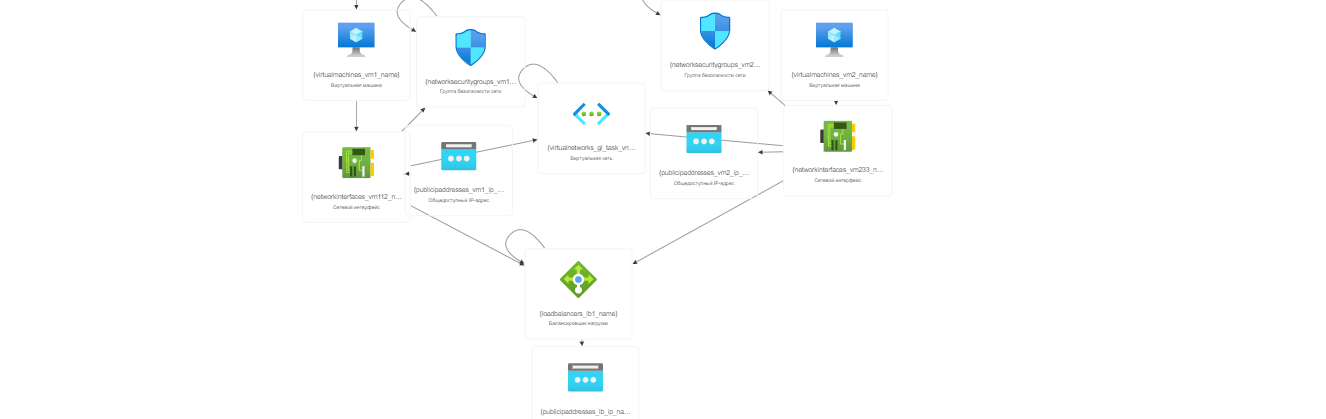 {virtualmachines_vm1_name}
Виртуальная машина
{networksecuritygroups_vm1...
Группа безопасности сети
{networksecuritygroups_vm2...
Группа безопасности сети
{virtualmachines_vm2_name}
Виртуальная машина
{virtualnetworks_gl_task_vn...
Виртуальная сеть
{networkinterfaces_vm112_n...
Сетевой интерфейс
{publicipaddresses_vm1_ip_...
Общедоступный IP-адрес
{publicipaddresses_vm2_ip_...
Общедоступный IP-адрес
{networkinterfaces_vm233_n...
Сетевой интерфейс
{loadbalancers_lb1_name}
Балансировщик нагрузки
{publicipaddresses_lb_ip_na...